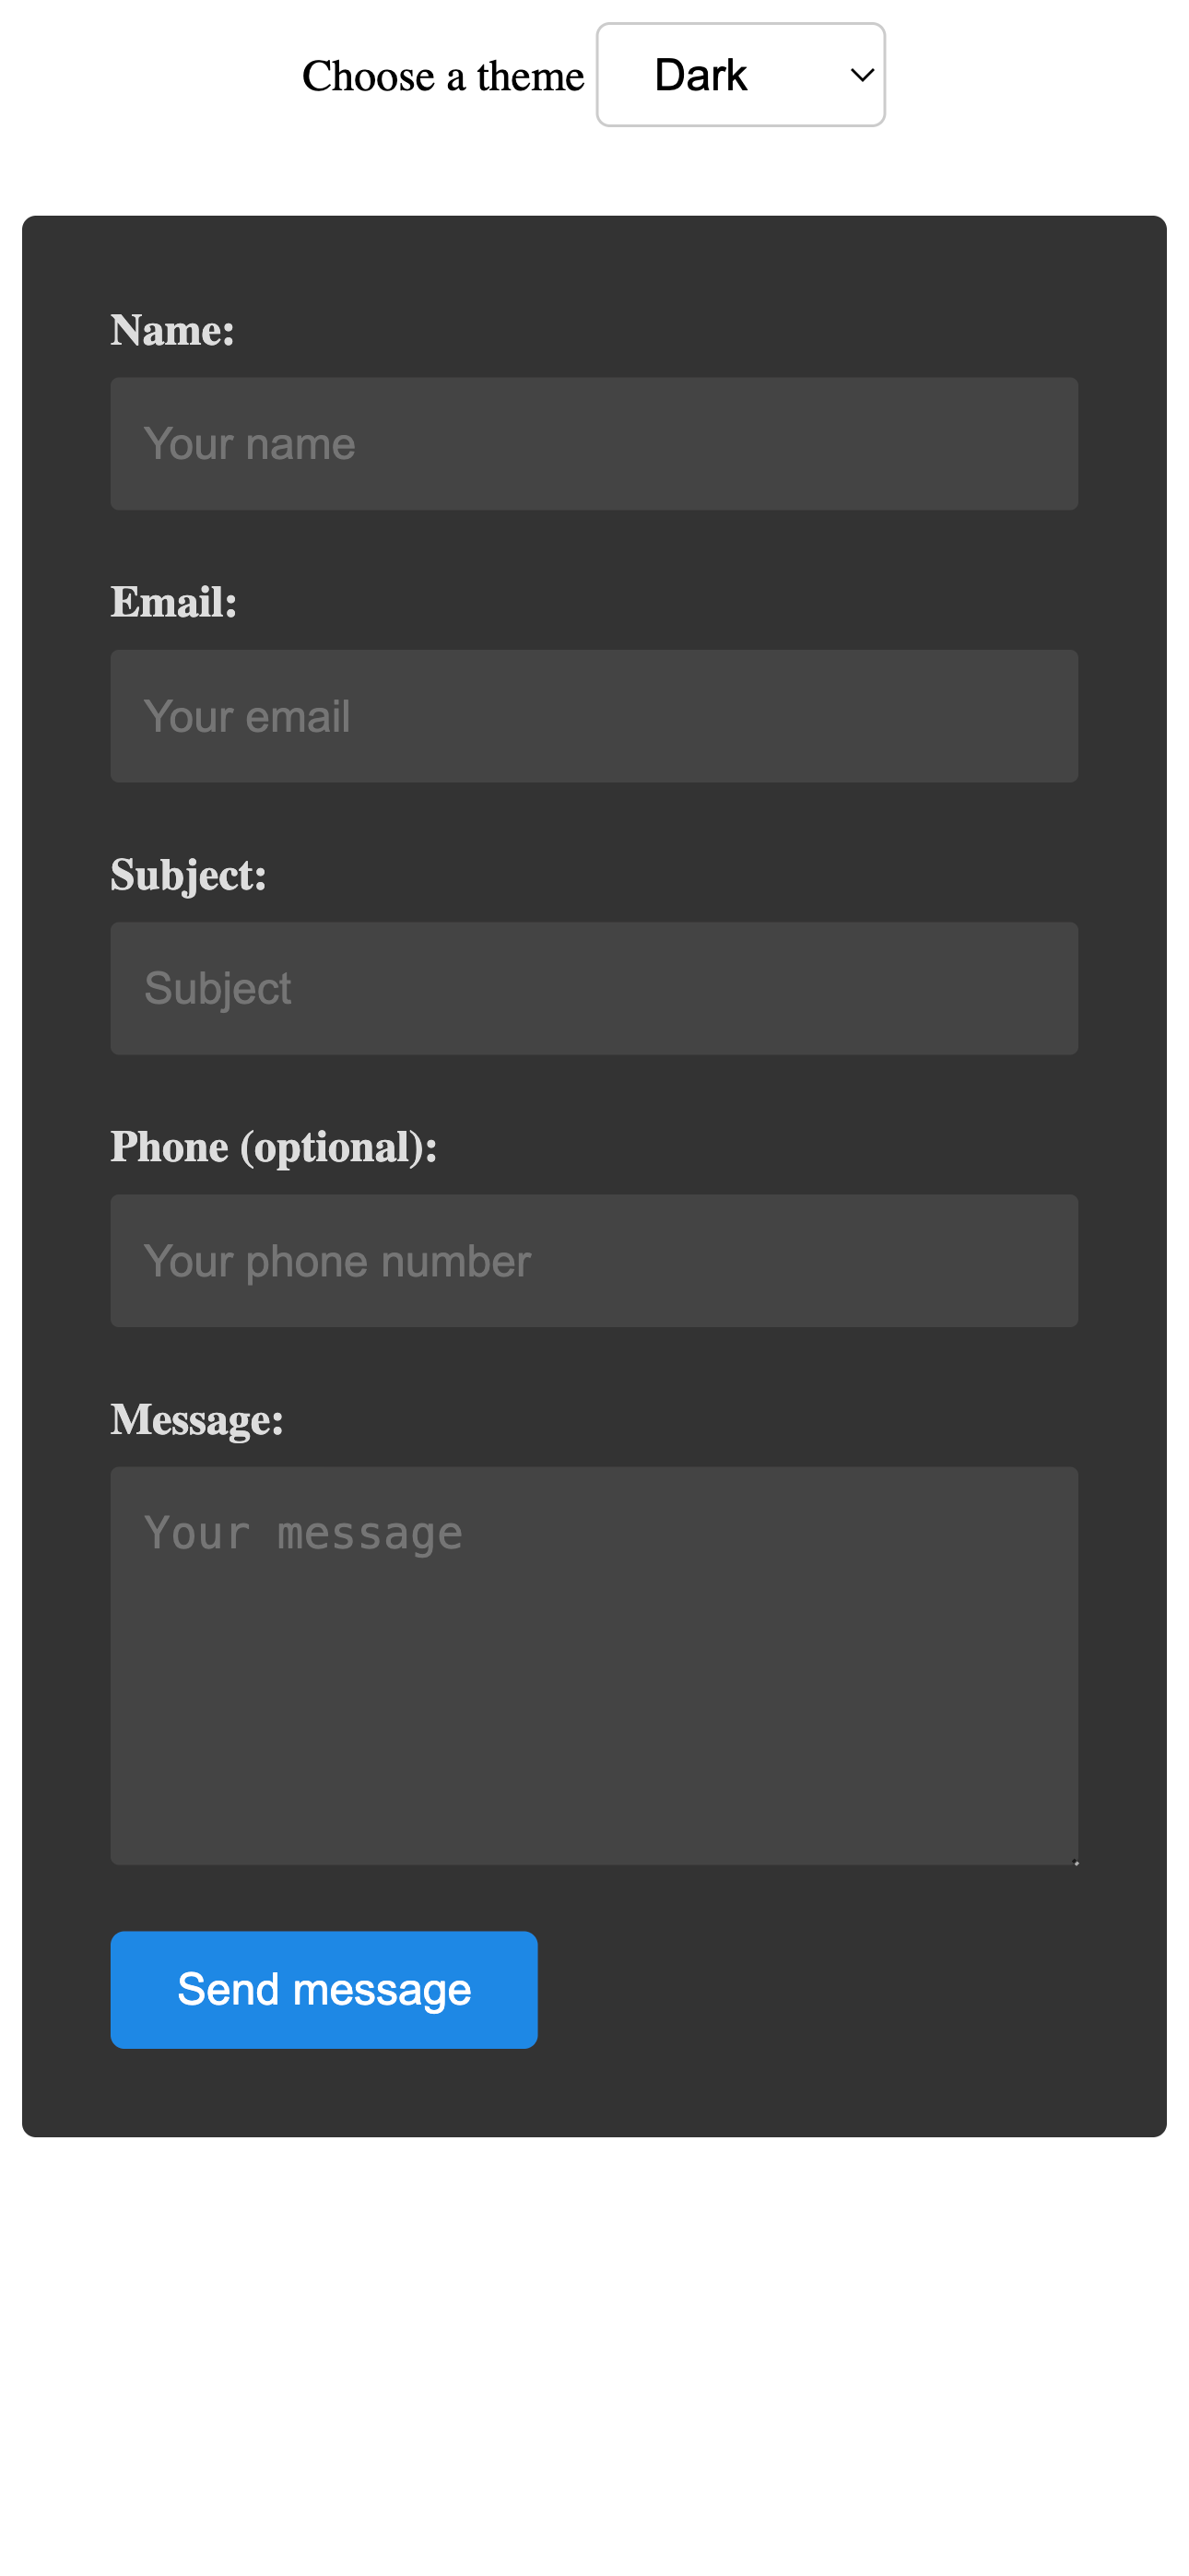 Choose a theme Dark
Name:
Your name
Email:
Your email
Subject:
Subject
Phone (optional):
Your phone number
Message:
Your message
Send message